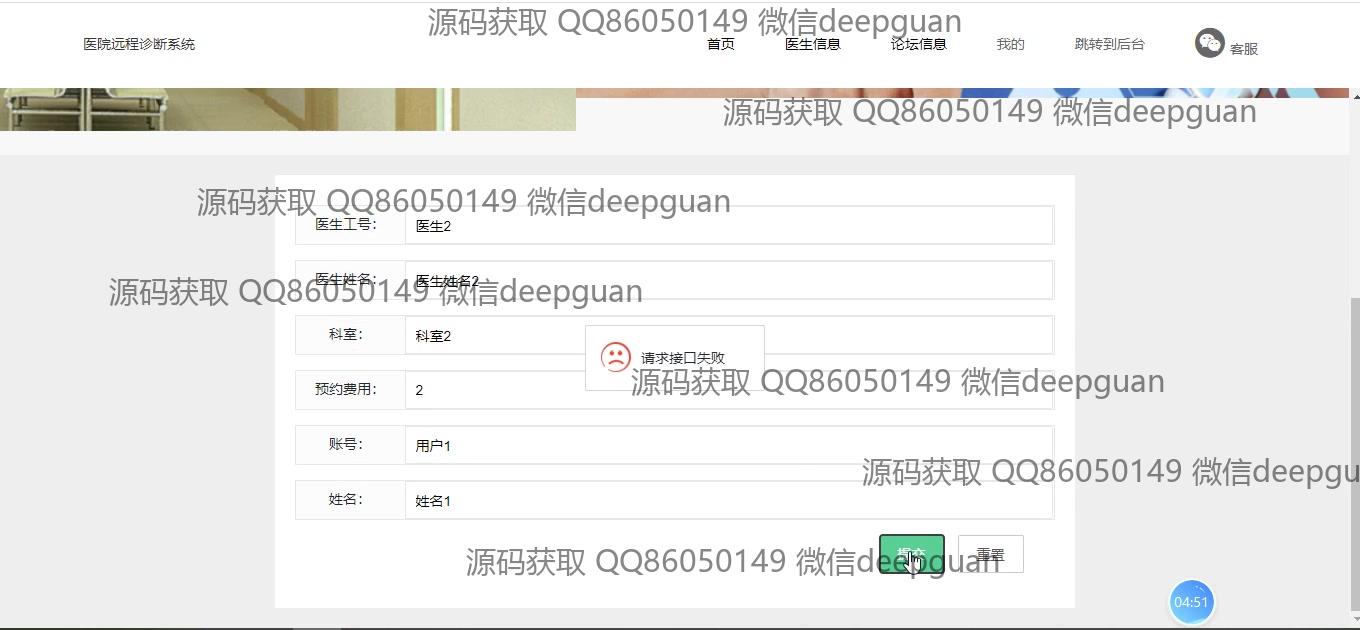 源码获取 QQ86050149 微信deepguan
医院远程诊断系统 首页 医生信息 论坛信息 我的 跳转到后台 客服
源码获取 QQ86050149 微信deepguan
源码获取 QQ86050149 微信deepguan
医生工号: 医生2
医生姓名: 医生姓名2
源码获取 QQ86050149 微信deepguan
科室: 科室2
请求接口失败
源码获取 QQ86050149 微信deepguan
预约费用: 2
账号: 用户1
源码获取 QQ86050149 微信deepgu
姓名: 姓名1
提交 重置
源码获取 QQ86050149 微信deepguan
04:51